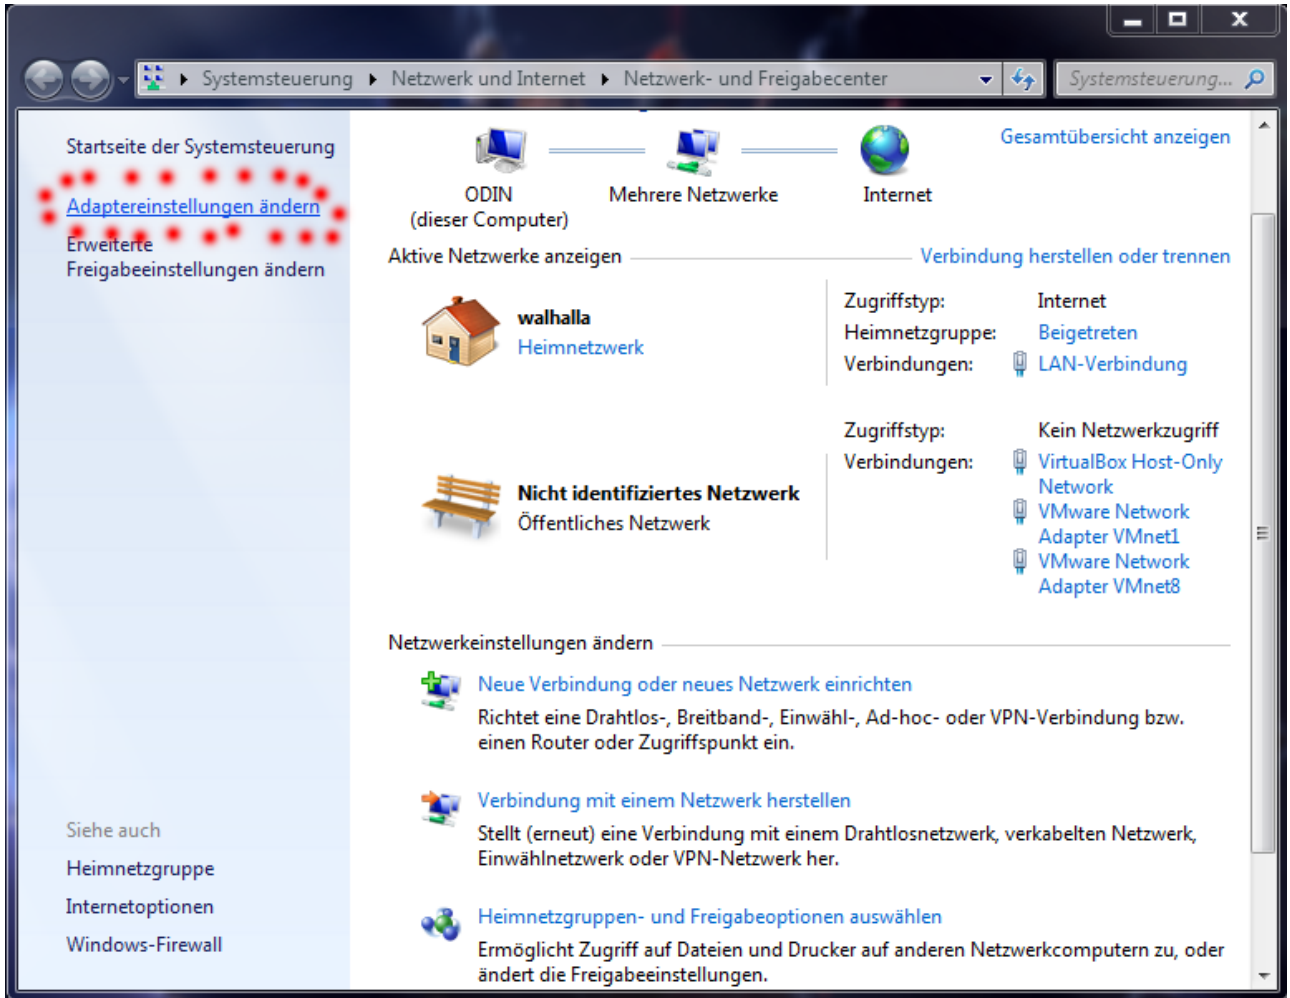 Systemsteuerung
Netzwerk und Internet
Netzwerk- und Freigabecenter
Systemsteuerung...
Startseite der Systemsteuerung
Adaptereinstellungen ändern
Erweiterte
Freigabeeinstellungen ändern
Siehe auch
Heimnetzgruppe
Internetoptionen
Windows-Firewall
Gesamtübersicht anzeigen
ODIN
(dieser Computer)
Mehrere Netzwerke
Internet
Aktive Netzwerke anzeigen
Verbindung herstellen oder trennen
walhalla
Heimnetzwerk
Zugriffstyp: Internet
Heimnetzgruppe: Beigetreten
Verbindungen: LAN-Verbindung
Nicht identifiziertes Netzwerk
Öffentliches Netzwerk
Zugriffstyp: Kein Netzwerkzugriff
Verbindungen: VirtualBox Host-Only
Network
VMware Network
Adapter VMnet1
VMware Network
Adapter VMnet8
Netzwerkeinstellungen ändern
Neue Verbindung oder neues Netzwerk einrichten
Richtet eine Drahtlos-, Breitband-, Einwähl-, Ad-hoc- oder VPN-Verbindung bzw.
einen Router oder Zugriffspunkt ein.
Verbindung mit einem Netzwerk herstellen
Stellt (erneut) eine Verbindung mit einem Drahtlosnetzwerk, verkabelten Netzwerk,
Einwählnetzwerk oder VPN-Netzwerk her.
Heimnetzgruppen- und Freigabeoptionen auswählen
Ermöglicht Zugriff auf Dateien und Drucker auf anderen Netzwerkcomputern zu, oder
ändert die Freigabeeinstellungen.